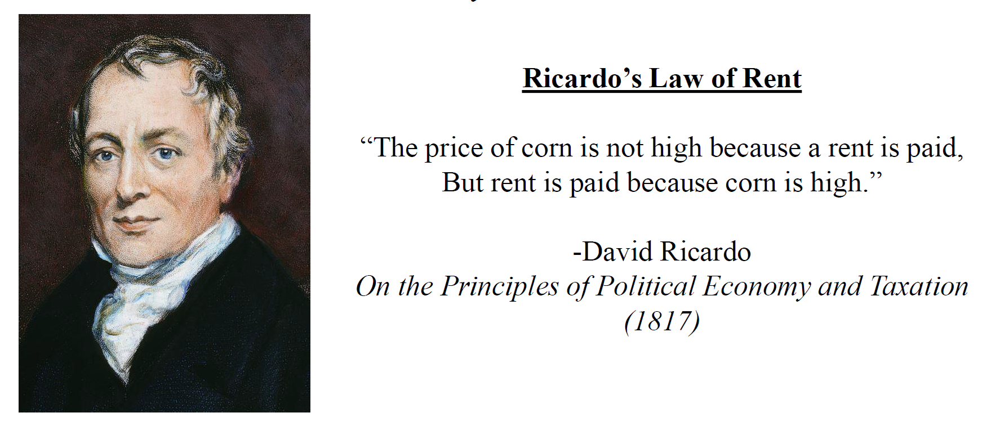 Ricardo’s Law of Rent
“The price of corn is not high because a rent is paid,
But rent is paid because corn is high.”
-David Ricardo
On the Principles of Political Economy and Taxation
(1817)